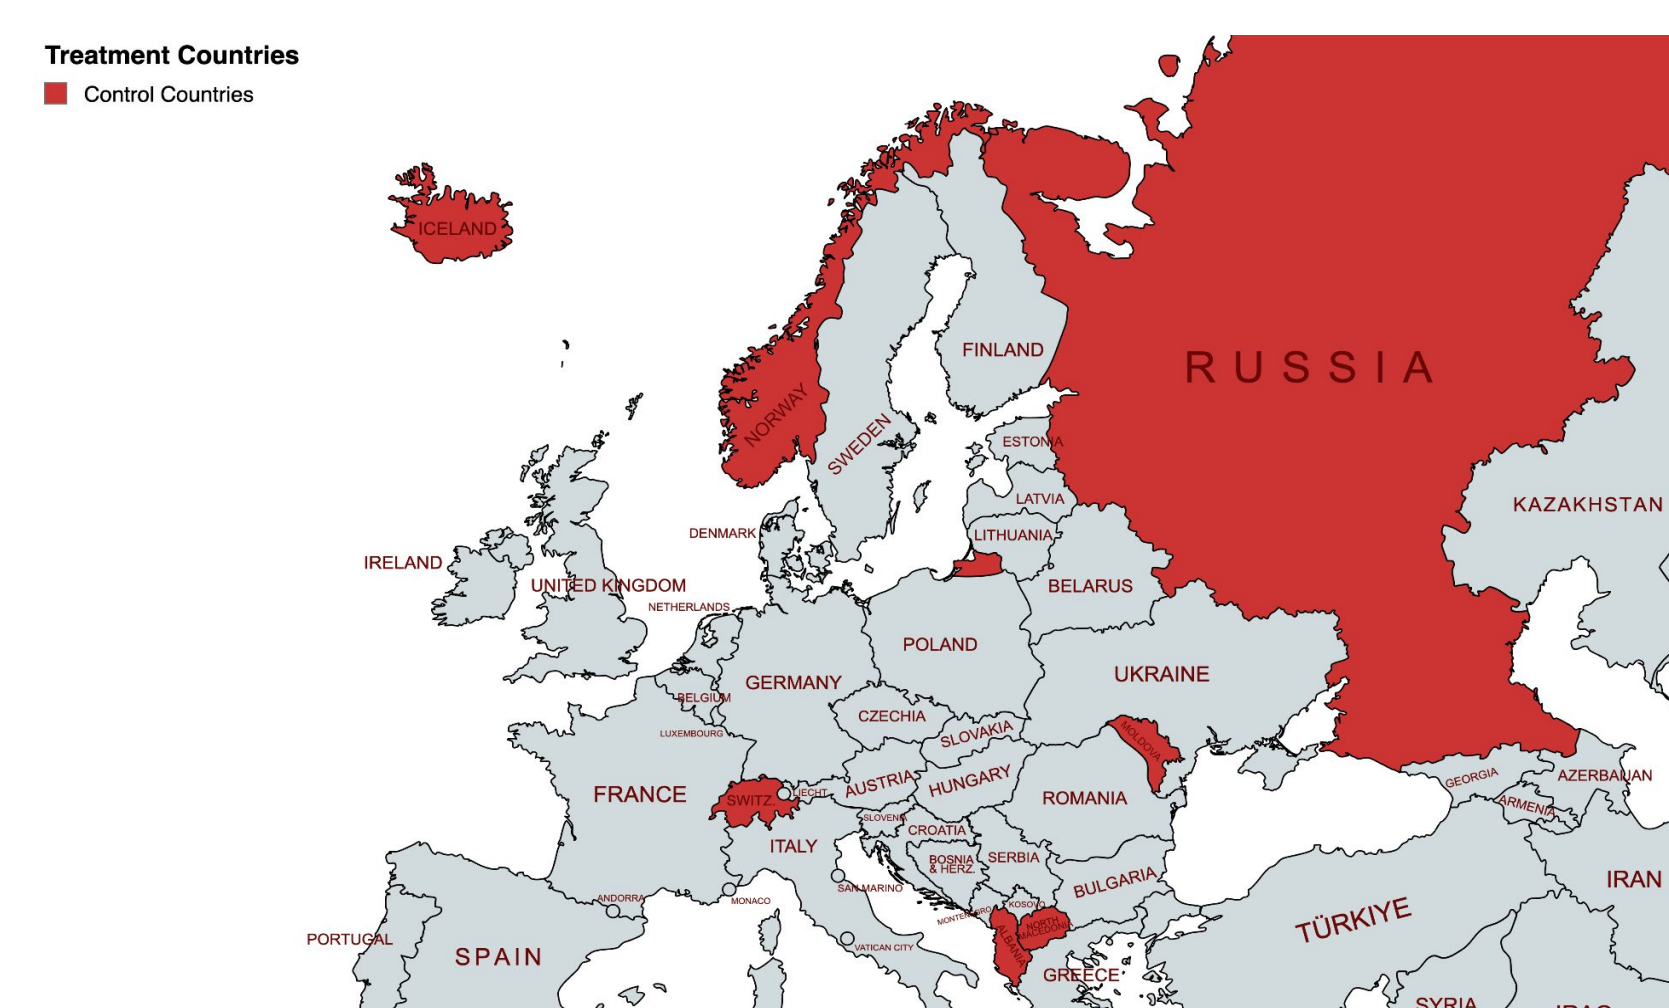 Treatment Countries
Control Countries
ICELAND
RUSSIA
FINLAND
NORWAY
SWEDEN
ESTONIA
LATVIA
KAZAKHSTAN
DENMARK
LITHUANIA
IRELAND
UNITED KINGDOM
BELARUS
NETHERLANDS
POLAND
UKRAINE
GERMANY
BELGIUM
CZECHIA
LUXEMBOURG
SLOVAKIA
MOLDOVA
GEORGIA
AZERBAIJAN
FRANCE
SWITZ.
LIECHT.
AUSTRIA
HUNGARY
ROMANIA
ARMENIA
SLOVENIA
CROATIA
ITALY
BOSNIA
& HERZ.
SERBIA
BULGARIA
IRAN
SAN MARINO
ANDORRA
MONACO
KOSOVO
MONTENEGRO
NORTH
MACEDONIA
TÜRKIYE
PORTUGAL
SPAIN
VATICAN CITY
ALBANIA
GREECE
SYRIA
IRAQ